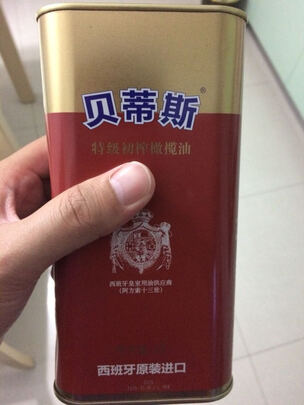 贝蒂斯®
特级初榨橄榄油
西班牙皇室用油供应商
(阿方索十三世)
西班牙原装进口